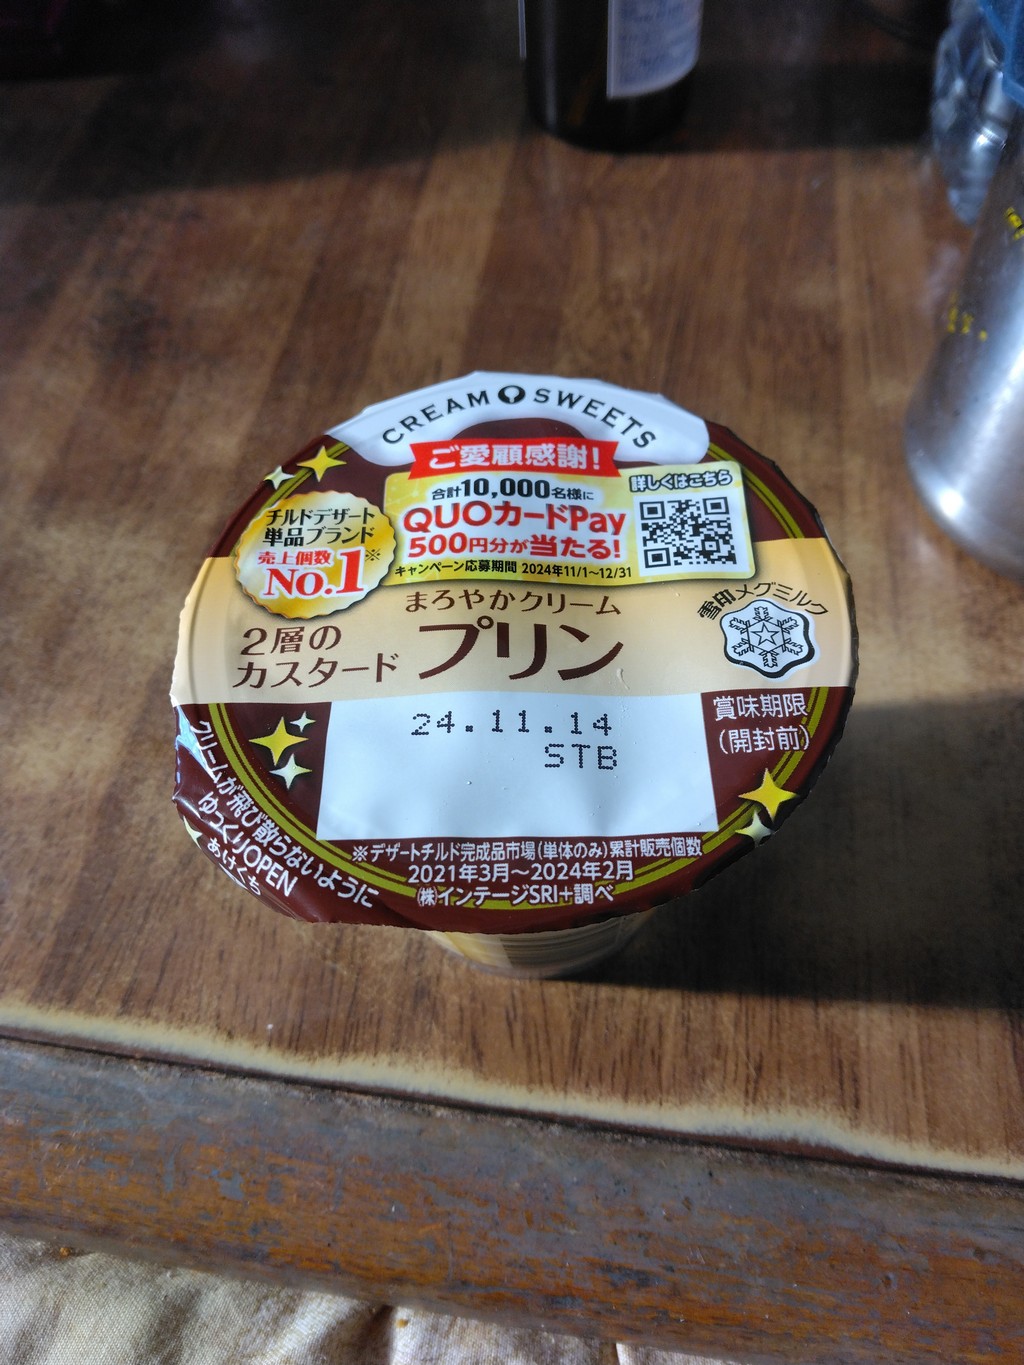 CREAM SWEETS
ご愛顧感謝!
合計10,000名様に
QUOカードPay
500円分が当たる!
キャンペーン応募期間 2024年11/1~12/31
詳しくはこちら
チルドデザート
単品ブランド
売上個数※
No.1
まろやかクリーム
2層の
カスタード
プリン
雪印メグミルク
24.11.14
STB
賞味期限
(開封前)
クリームが飛び散らないように
ゆっくりOPEN
あけくち
※デザートチルド完成品市場(単体のみ)累計販売個数
2021年3月~2024年2月
㈱インテージSRI+調べ